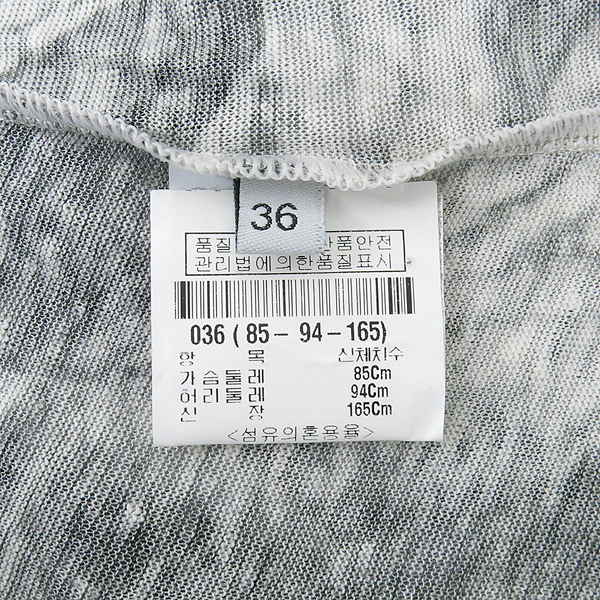 36
품질 산품안전
관리법에의한품질표시
036 ( 85 - 94 - 165)
항 목 신체치수
가슴둘레 85Cm
허리둘레 94Cm
신 장 165Cm
<섬유의혼용율>